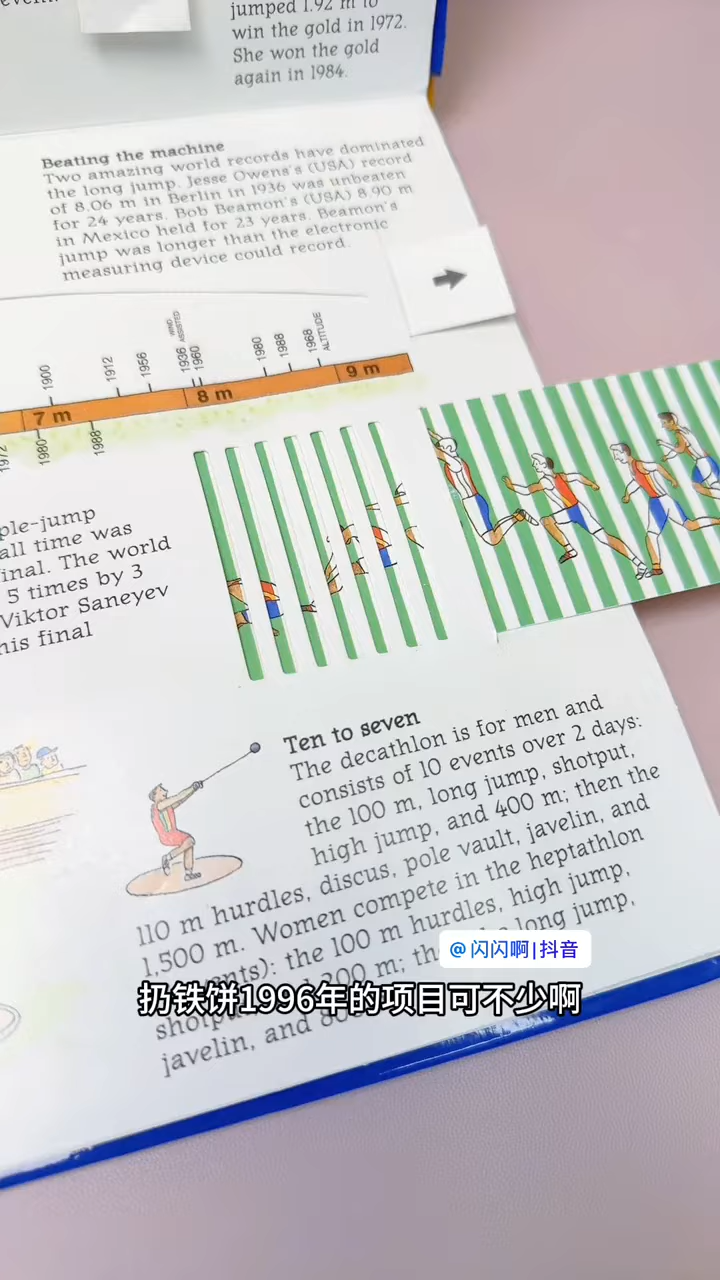 jumped 1.92 m to
win the gold in 1972.
She won the gold
again in 1984.
Beating the machine
Two amazing world records have dominated
the long jump. Jesse Owens's (USA) record
of 8.06 m in Berlin in 1936 was unbeaten
for 24 years. Bob Beamon's (USA) 8.90 m
in Mexico held for 23 years. Beamon's
jump was longer than the electronic
measuring device could record.
1900
1912
1956
1936 WIND ASSISTED
1960
1980
1988
1968 ALTITUDE
7 m
8 m
9 m
1972
1980
1988
ple-jump
all time was
inal. The world
5 times by 3
Viktor Saneyev
his final
Ten to seven
The decathlon is for men and
consists of 10 events over 2 days:
the 100 m, long jump, shotput,
high jump, and 400 m; then the
110 m hurdles, discus, pole vault, javelin, and
1,500 m. Women compete in the heptathlon
(7 events): the 100 m hurdles, high jump,
long jump,
javelin, and 800
@闪闪啊|抖音
扔铁饼1996年的项目可不少啊